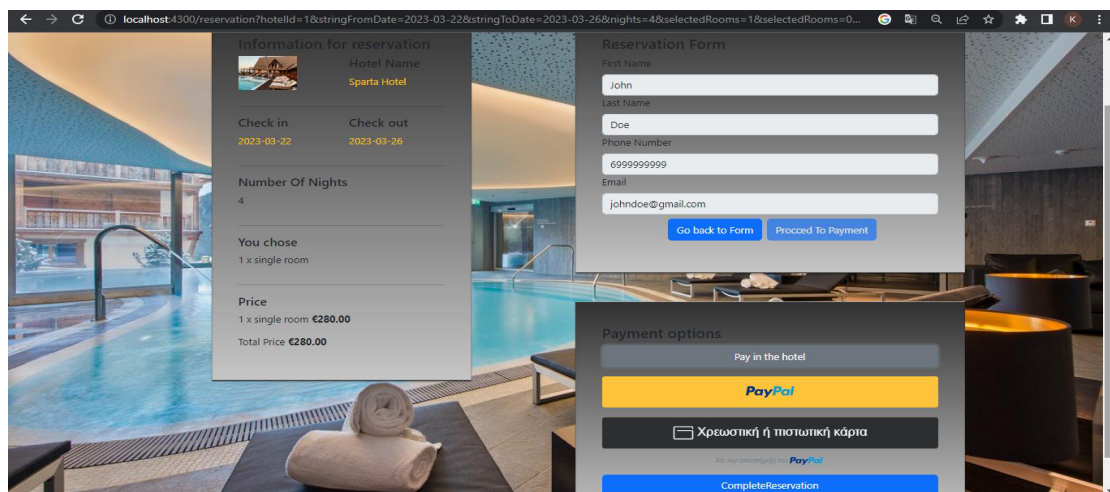 localhost:4300/reservation?hotelId=1&stringFromDate=2023-03-22&stringToDate=2023-03-26&nights=4&selectedRooms=1&selectedRooms=0...
K
Information for reservation
Hotel Name
Sparta Hotel
Check in
Check out
2023-03-22
2023-03-26
Number Of Nights
4
You chose
1 x single room
Price
1 x single room €280.00
Total Price €280.00
Reservation Form
First Name
John
Last Name
Doe
Phone Number
6999999999
Email
johndoe@gmail.com
Go back to Form
Procced To Payment
Payment options
Pay in the hotel
PayPal
Χρεωστική ή πιστωτική κάρτα
Με την υποστήριξη του PayPal
CompleteReservation